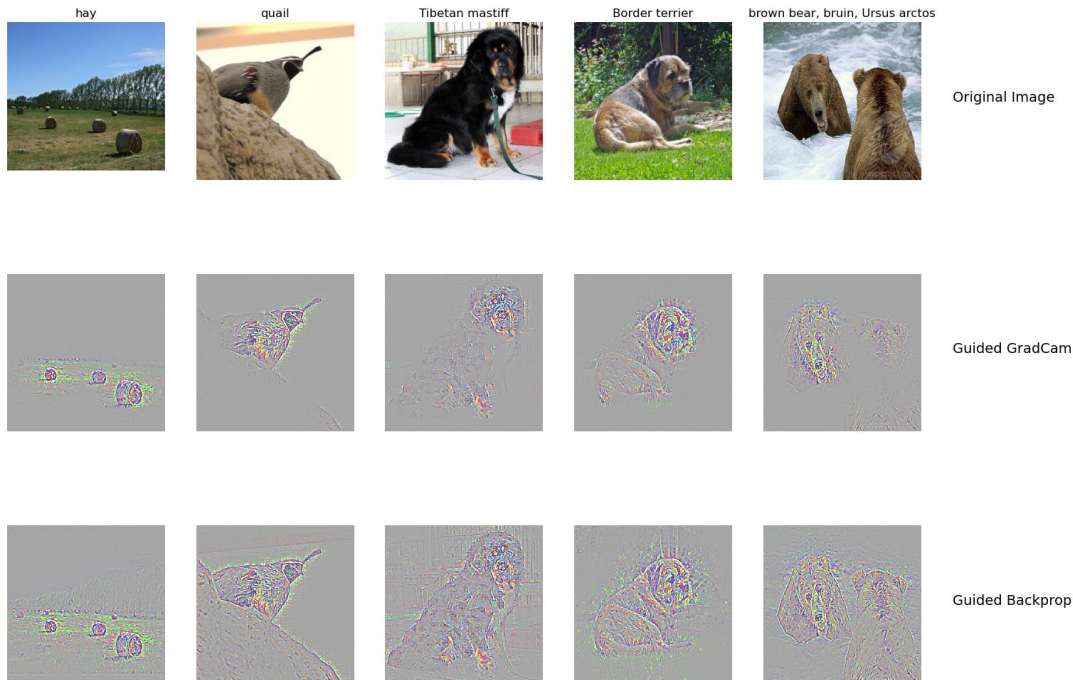 hay
quail
Tibetan mastiff
Border terrier
brown bear, bruin, Ursus arctos
Original Image
Guided GradCam
Guided Backprop